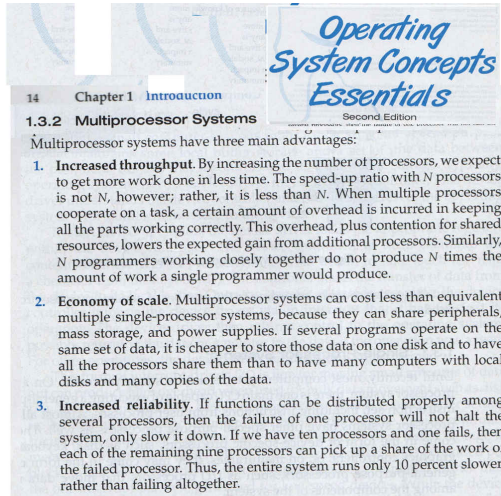 Operating
System Concepts
Essentials
Second Edition
14 Chapter 1 Introduction
1.3.2 Multiprocessor Systems
Multiprocessor systems have three main advantages:
1. Increased throughput. By increasing the number of processors, we expect
to get more work done in less time. The speed-up ratio with N processors
is not N, however; rather, it is less than N. When multiple processors
cooperate on a task, a certain amount of overhead is incurred in keeping
all the parts working correctly. This overhead, plus contention for shared
resources, lowers the expected gain from additional processors. Similarly,
N programmers working closely together do not produce N times the
amount of work a single programmer would produce.
2. Economy of scale. Multiprocessor systems can cost less than equivalent
multiple single-processor systems, because they can share peripherals,
mass storage, and power supplies. If several programs operate on the
same set of data, it is cheaper to store those data on one disk and to have
all the processors share them than to have many computers with local
disks and many copies of the data.
3. Increased reliability. If functions can be distributed properly among
several processors, then the failure of one processor will not halt the
system, only slow it down. If we have ten processors and one fails, then
each of the remaining nine processors can pick up a share of the work of
the failed processor. Thus, the entire system runs only 10 percent slower,
rather than failing altogether.